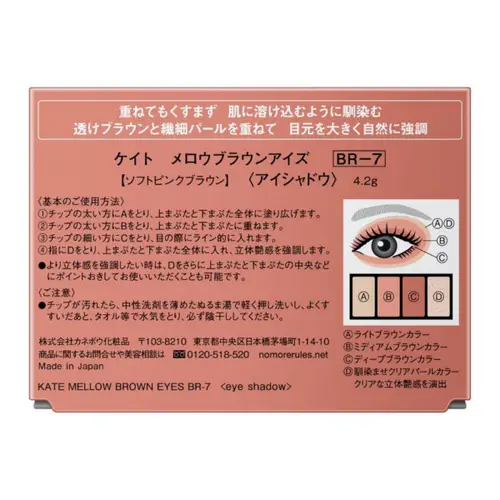 重ねてもくすまず 肌に溶け込むように馴染む
透けブラウンと繊細パールを重ねて 目元を大きく自然に強調
ケイト メロウブラウンアイズ BR-7
【ソフトピンクブラウン】〈アイシャドウ〉 4.2g
〈基本のご使用方法〉
①チップの太い方にAをとり、上まぶたと下まぶた全体に塗り広げます。
②チップの太い方にBをとり、上まぶたと下まぶたに重ねます。
③チップの細い方にCをとり、目の際にライン的に入れます。
④指にDをとり、上まぶたと下まぶた全体に入れ、立体艶感を強調します。
●より立体感を強調したい時は、Dをさらに上まぶたと下まぶたの中央など
にポイントおきしてお使いいただくのもおすすめです。
〈ご注意〉
・チップが汚れたら、中性洗剤を薄めたぬるま湯で軽く押し洗いし、よくす
すいだあと、タオル等で水気をとり、必ず陰干ししてください。
株式会社カネボウ化粧品 〒103-8210 東京都中央区日本橋茅場町1-14-10
商品に関するお問合せや美容相談は 0120-518-520 nomorerules.net
Made in Japan
KATE MELLOW BROWN EYES BR-7 〈eye shadow〉
ⒶⒹ
Ⓑ
Ⓒ
Ⓐ Ⓑ Ⓒ Ⓓ
Ⓐライトブラウンカラー
Ⓑミディアムブラウンカラー
Ⓒディープブラウンカラー
Ⓓ馴染ませクリアパールカラー
クリアな立体艶感を演出